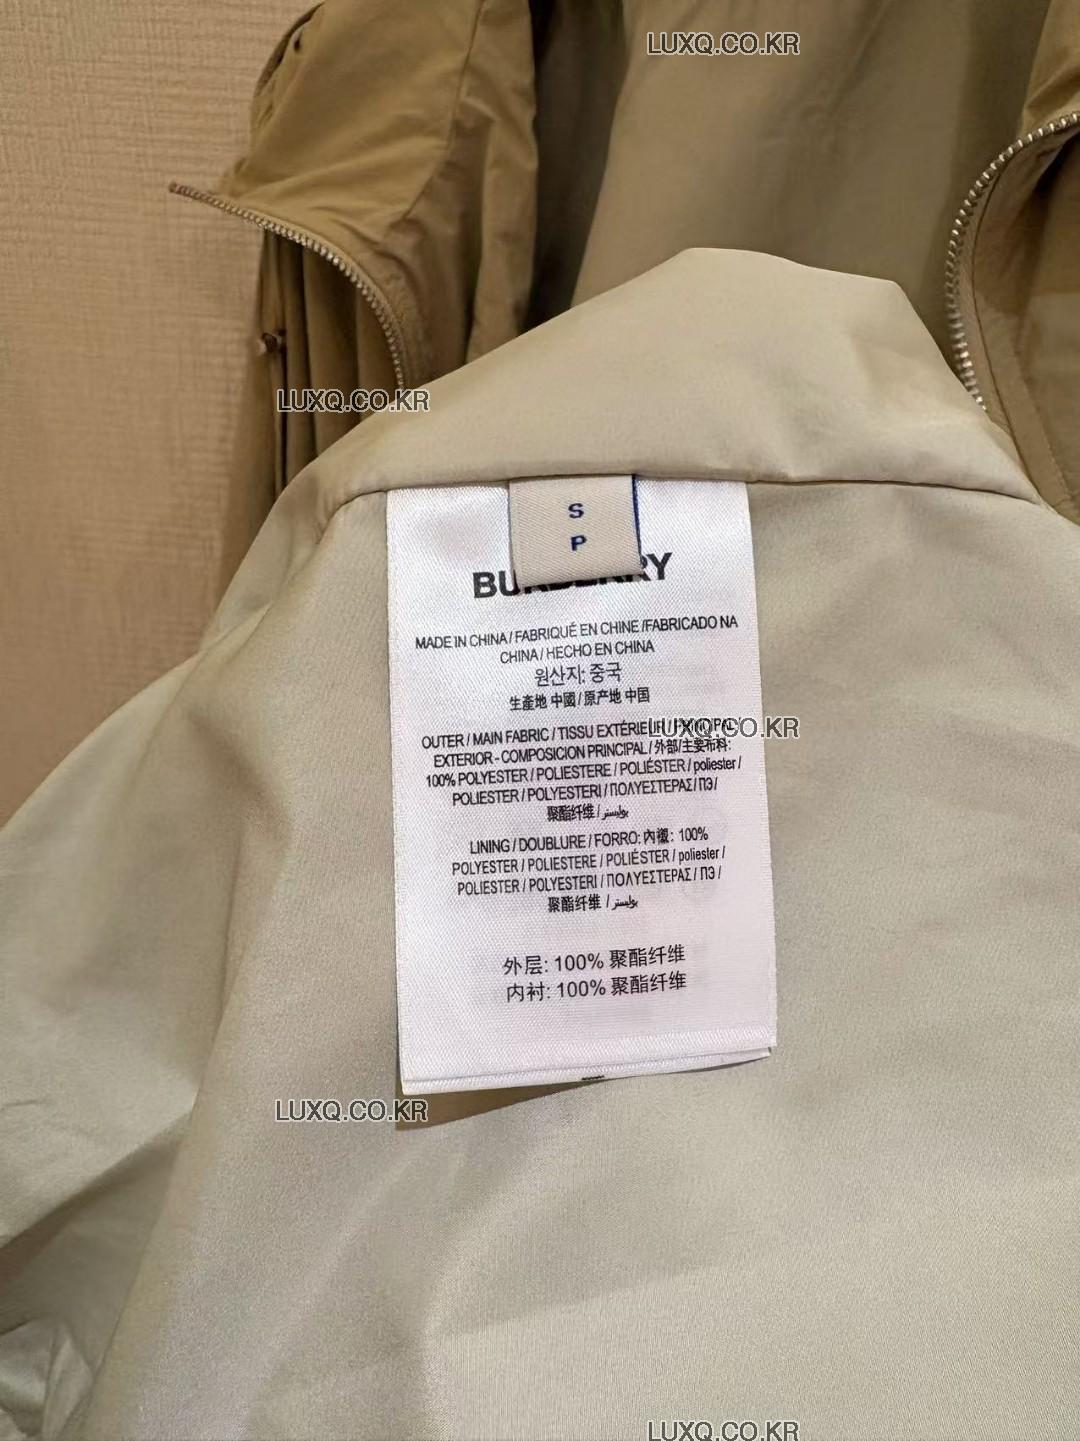 LUXQ.CO.KR
LUXQ.CO.KR
S
P
BURBERRY
MADE IN CHINA / FABRIQUÉ EN CHINE /FABRICADO NA
CHINA / HECHO EN CHINA
원산지: 중국
生產地 中國 / 原产地 中国
LUXQ.CO.KR
OUTER / MAIN FABRIC / TISSU EXTÉRIEUR / PRINCIPAL /
EXTERIOR - COMPOSICION PRINCIPAL / 外部/主要布料:
100% POLYESTER / POLIESTERE / POLIÉSTER / poliester /
POLIESTER / POLYESTERI / ΠΟΛΥΕΣΤΕΡΑΣ / ПЭ /
聚酯纤维 / بوليستر
LINING / DOUBLURE / FORRO: 內襯: 100%
POLYESTER / POLIESTERE / POLIÉSTER / poliester /
POLIESTER / POLYESTERI / ΠΟΛΥΕΣΤΕΡΑΣ / ПЭ /
聚酯纤维 / بوليستر
外层: 100% 聚酯纤维
内衬: 100% 聚酯纤维
LUXQ.CO.KR
LUXQ.CO.KR